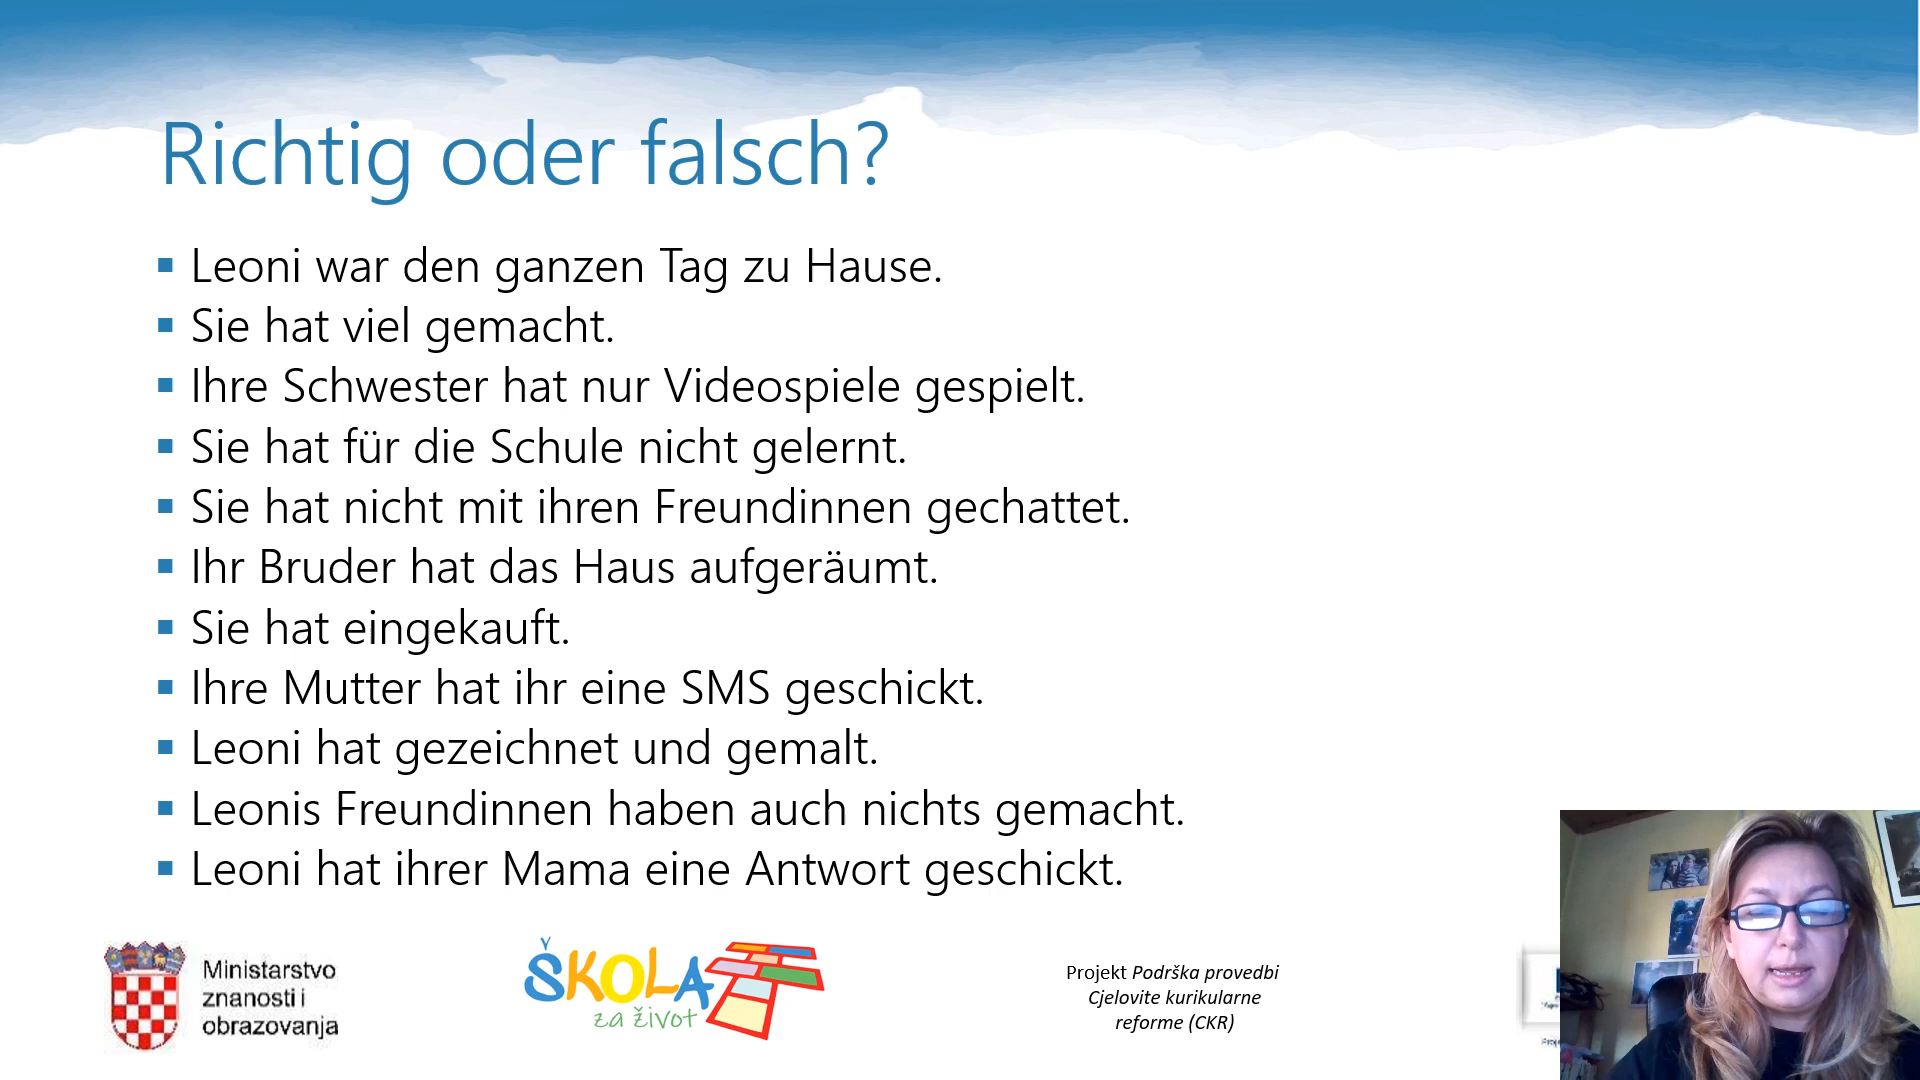 Richtig oder falsch?
Leoni war den ganzen Tag zu Hause.
Sie hat viel gemacht.
Ihre Schwester hat nur Videospiele gespielt.
Sie hat für die Schule nicht gelernt.
Sie hat nicht mit ihren Freundinnen gechattet.
Ihr Bruder hat das Haus aufgeräumt.
Sie hat eingekauft.
Ihre Mutter hat ihr eine SMS geschickt.
Leoni hat gezeichnet und gemalt.
Leonis Freundinnen haben auch nichts gemacht.
Leoni hat ihrer Mama eine Antwort geschickt.
Ministarstvo
znanosti i
obrazovanja
ŠKOLA
za život
Projekt Podrška provedbi
Cjelovite kurikularne
reforme (CKR)